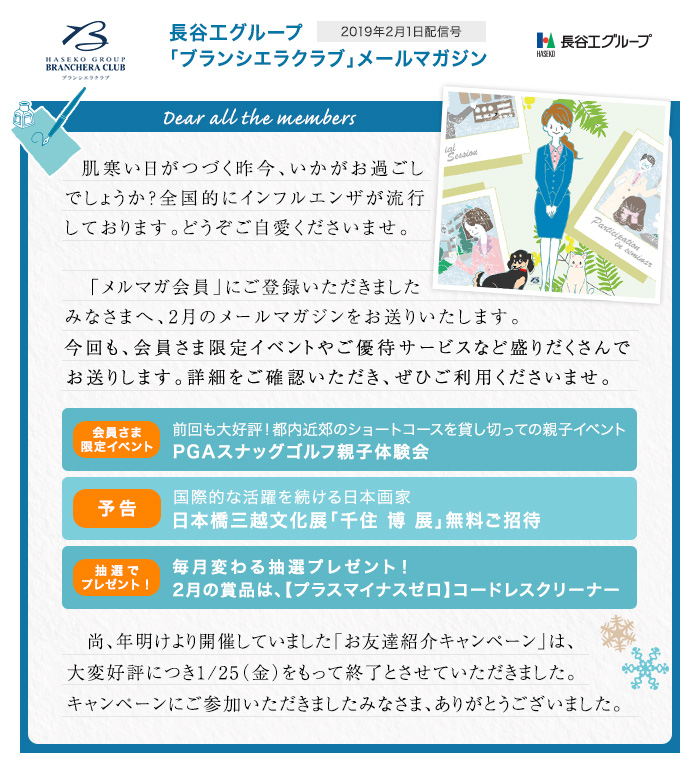 HASEKO GROUP
BRANCHERA CLUB
ブランシエラクラブ
長谷工グループ
2019年2月1日配信号
「ブランシエラクラブ」メールマガジン
HASEKO
長谷工グループ
Dear all the members
ial
Session
Participation
in seminar
肌寒い日がつづく昨今、いかがお過ごし
でしょうか?全国的にインフルエンザが流行
しております。どうぞご自愛くださいませ。
「メルマガ会員」にご登録いただきました
みなさまへ、2月のメールマガジンをお送りいたします。
今回も、会員さま限定イベントやご優待サービスなど盛りだくさんで
お送りします。詳細をご確認いただき、ぜひご利用くださいませ。
会員さま
限定イベント
前回も大好評!都内近郊のショートコースを貸し切っての親子イベント
PGAスナッグゴルフ親子体験会
予告
国際的な活躍を続ける日本画家
日本橋三越文化展「千住 博 展」無料ご招待
抽選で
プレゼント!
毎月変わる抽選プレゼント!
2月の賞品は、【プラスマイナスゼロ】コードレスクリーナー
尚、年明けより開催していました「お友達紹介キャンペーン」は、
大変好評につき1/25(金)をもって終了とさせていただきました。
キャンペーンにご参加いただきましたみなさま、ありがとうございました。